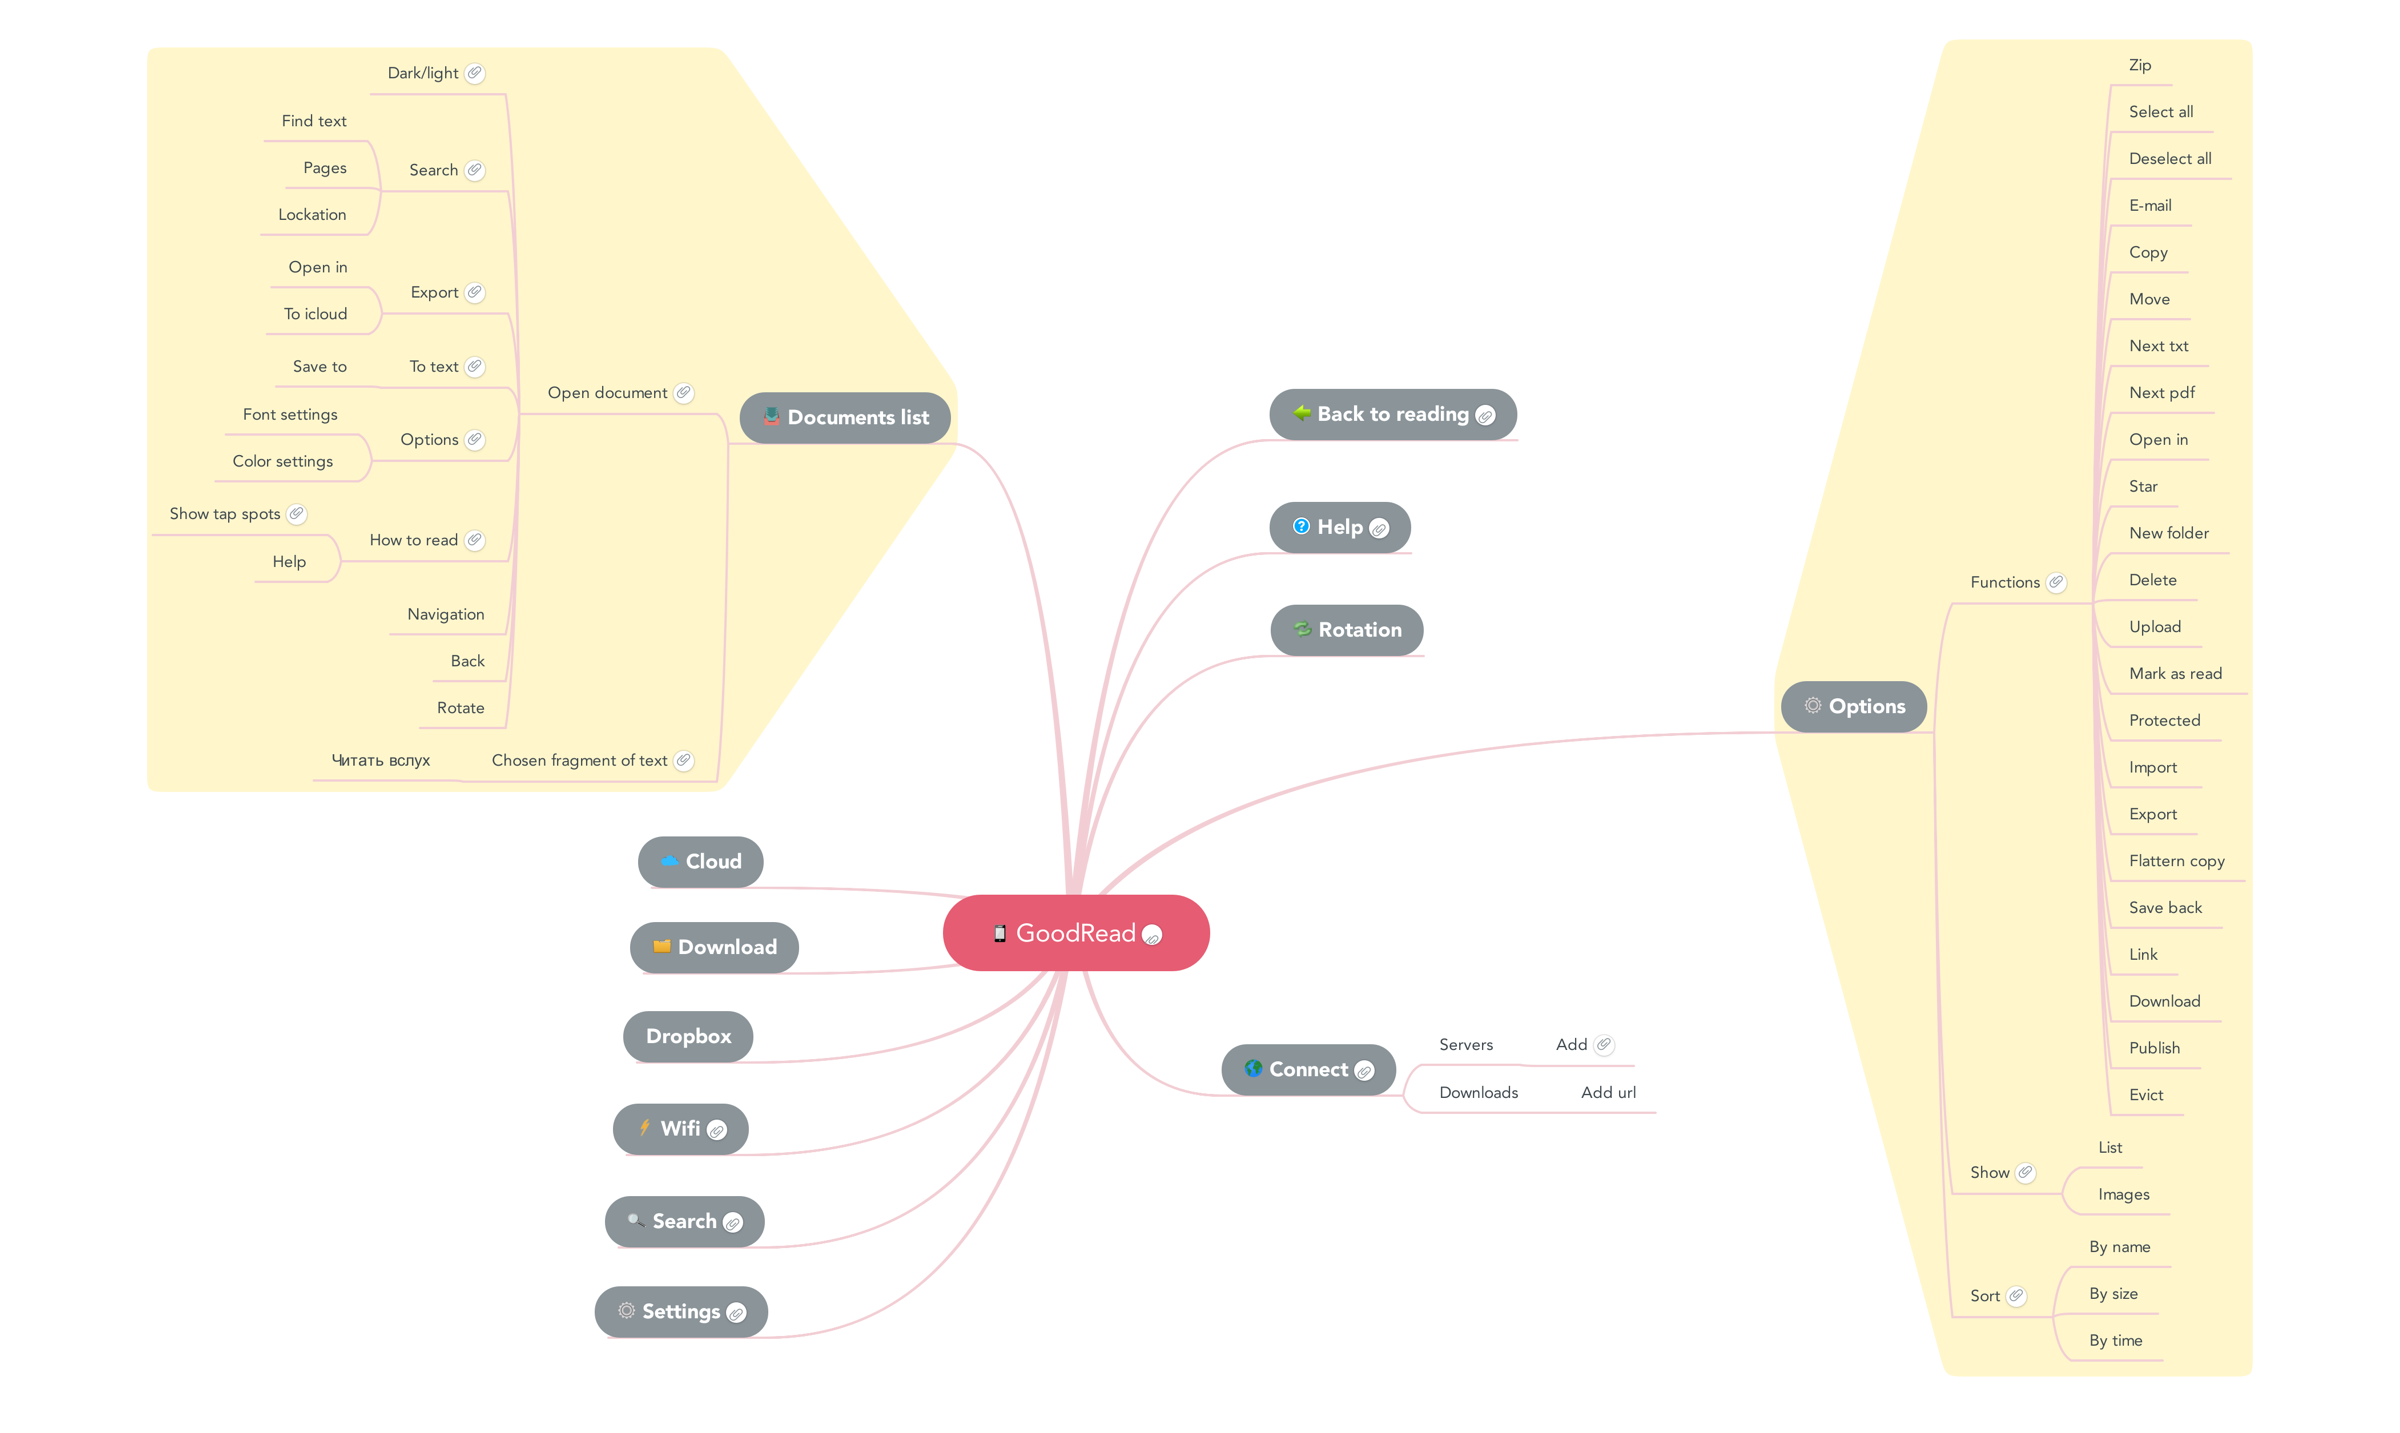 Dark/light
Find text
Pages
Lockation
Search
Open in
To icloud
Export
Save to
To text
Font settings
Color settings
Options
Show tap spots
Help
How to read
Navigation
Back
Rotate
Open document
Читать вслух
Chosen fragment of text
Documents list
Cloud
Download
Dropbox
Wifi
Search
Settings
GoodRead
Back to reading
Help
Rotation
Connect
Servers
Add
Downloads
Add url
Options
Functions
Zip
Select all
Deselect all
E-mail
Copy
Move
Next txt
Next pdf
Open in
Star
New folder
Delete
Upload
Mark as read
Protected
Import
Export
Flattern copy
Save back
Link
Download
Publish
Evict
Show
List
Images
Sort
By name
By size
By time